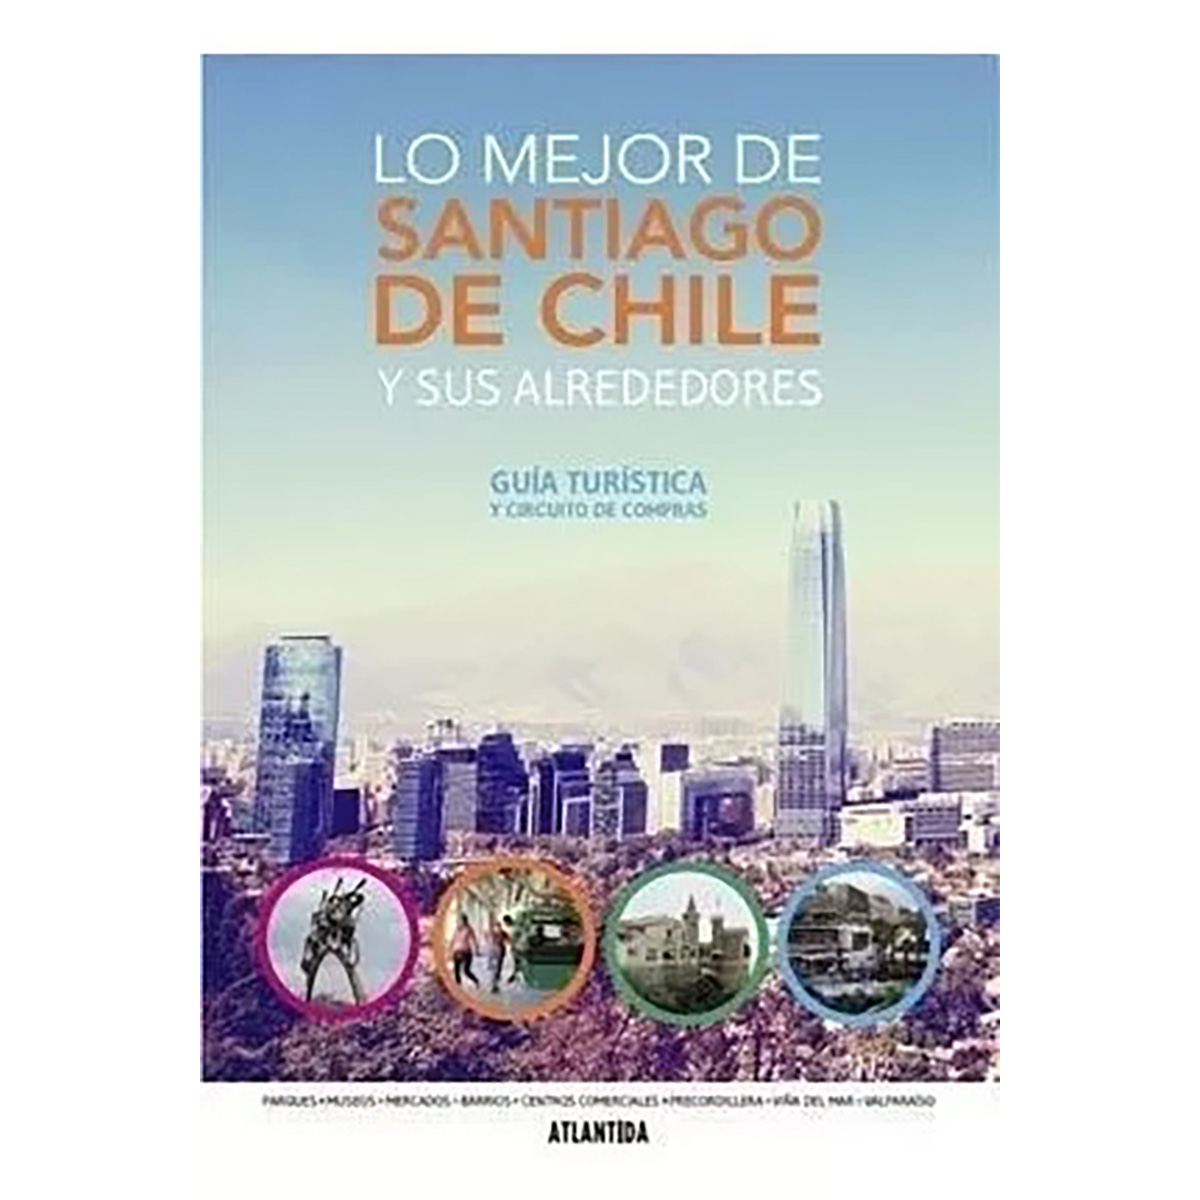 LO MEJOR DE
SANTIAGO
DE CHILE
Y SUS ALREDEDORES
GUÍA TURÍSTICA
Y CIRCUITO DE COMPRAS
PARQUES • MUSEOS • MERCADOS • BARRIOS • CENTROS COMERCIALES • PRECORDILLERA • VIÑA DEL MAR • VALPARAÍSO
ATLANTIDA